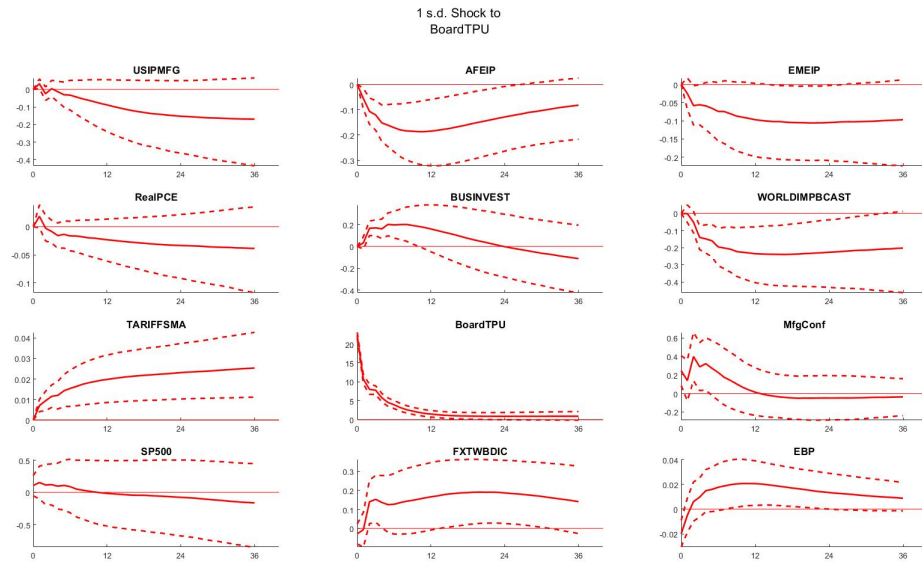 1 s.d. Shock to
BoardTPU
USIPMFG
0
-0.1
-0.2
-0.3
-0.4
0 12 24 36
AFEIP
0
-0.1
-0.2
-0.3
0 12 24 36
EMEIP
0
-0.05
-0.1
-0.15
-0.2
0 12 24 36
RealPCE
0
-0.05
-0.1
0 12 24 36
BUSINVEST
0.2
0
-0.2
-0.4
0 12 24 36
WORLDIMPBCAST
0
-0.1
-0.2
-0.3
-0.4
0 12 24 36
TARIFFSMA
0.04
0.03
0.02
0.01
0
0 12 24 36
BoardTPU
20
15
10
5
0
0 12 24 36
MfgConf
0.6
0.4
0.2
0
-0.2
0 12 24 36
SP500
0.5
0
-0.5
0 12 24 36
FXTWBDIC
0.3
0.2
0.1
0
0 12 24 36
EBP
0.04
0.02
0
-0.02
0 12 24 36